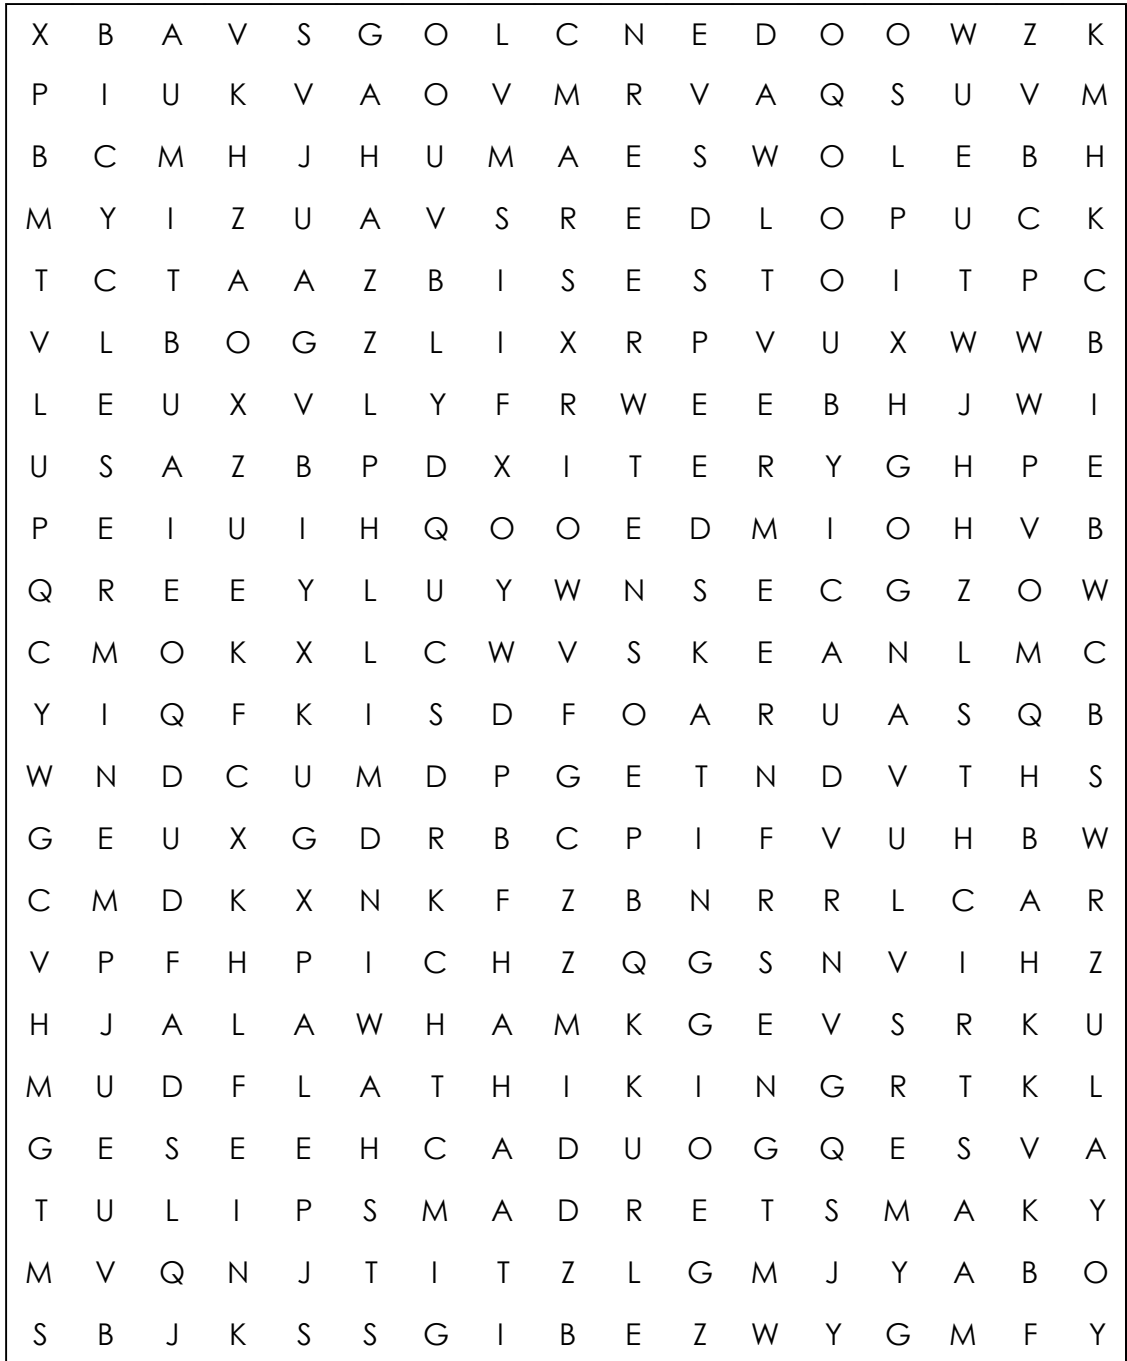 X B A V S G O L C N E D O O W Z K
P I U K V A O V M R V A Q S U V M
B C M H J H U M A E S W O L E B H
M Y I Z U A V S R E D L O P U C K
T C T A A Z B I S E S T O I T P C
V L B O G Z L I X R P V U X W W B
L E U X V L Y F R W E E B H J W I
U S A Z B P D X I T E R Y G H P E
P E I U I H Q O O E D M I O H V B
Q R E E Y L U Y W N S E C G Z O W
C M O K X L C W V S K E A N L M C
Y I Q F K I S D F O A R U A S Q B
W N D C U M D P G E T N D V T H S
G E U X G D R B C P I F V U H B W
C M D K X N K F Z B N R R L C A R
V P F H P I C H Z Q G S N V I H Z
H J A L A W H A M K G E V S R K U
M U D F L A T H I K I N G R T K L
G E S E E H C A D U O G Q E S V A
T U L I P S M A D R E T S M A K Y
M V Q N J T I T Z L G M J Y A B O
S B J K S S G I B E Z W Y G M F Y